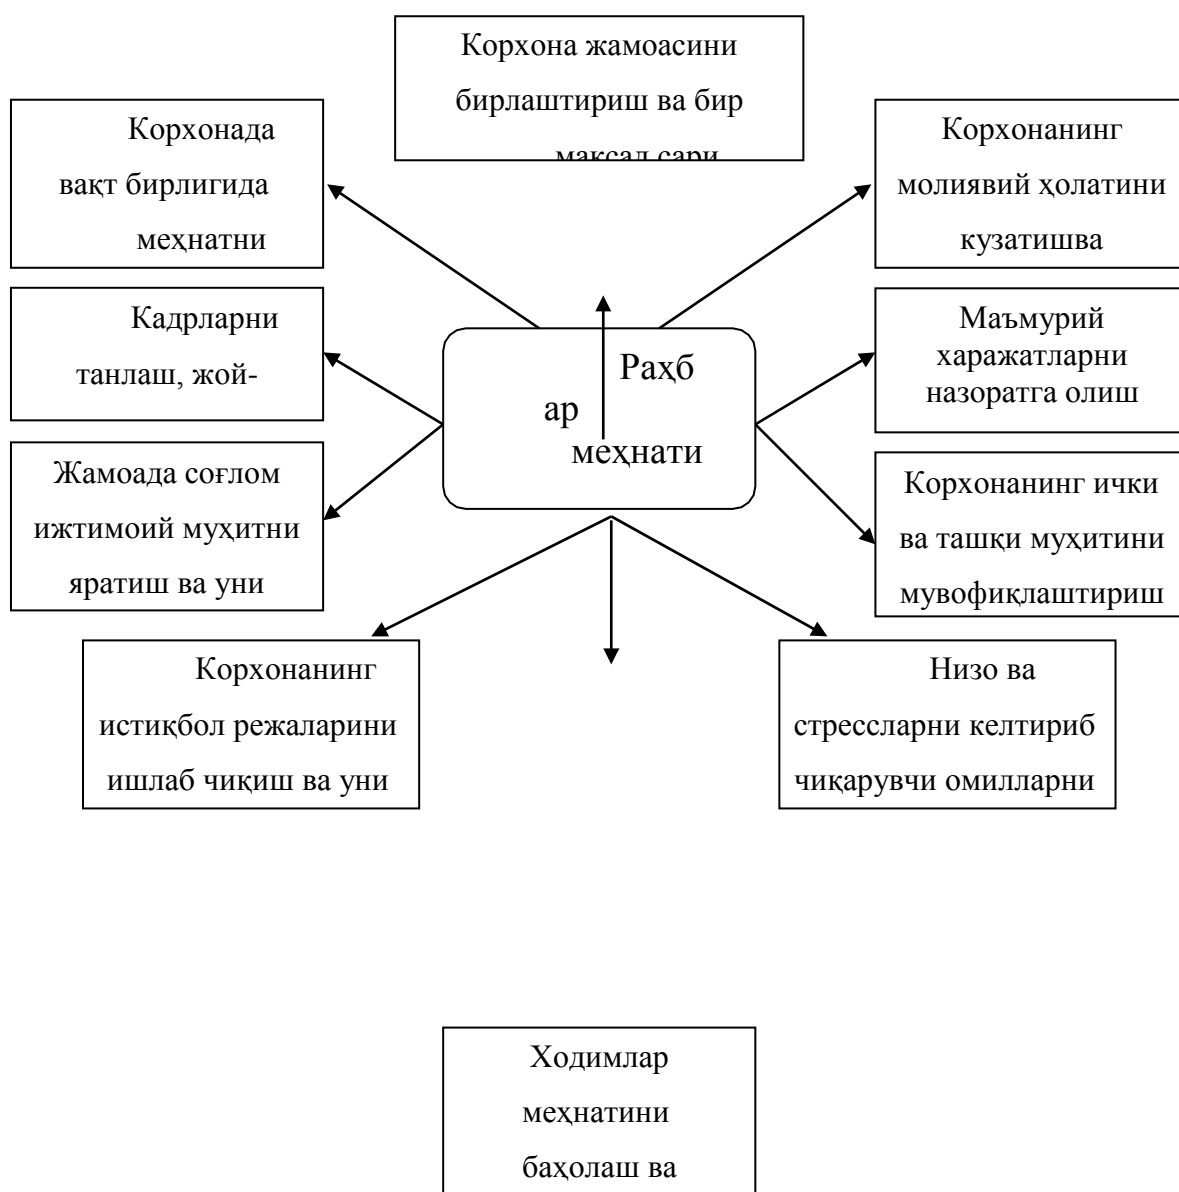 Корхона жамоасини
бирлаштириш ва бир
мақсад сари
Корхонада
вақт бирлигида
меҳнатни
Корхонанинг
молиявий ҳолатини
кузатишва
Кадрларни
танлаш, жой-
Раҳб
ар
меҳнати
Маъмурий
харажатларни
назоратга олиш
Жамоада соғлом
ижтимоий муҳитни
яратиш ва уни
Корхонанинг ички
ва ташқи муҳитини
мувофиқлаштириш
Корхонанинг
истиқбол режаларини
ишлаб чиқиш ва уни
Низо ва
стрессларни келтириб
чиқарувчи омилларни
Ходимлар
меҳнатини
баҳолаш ва